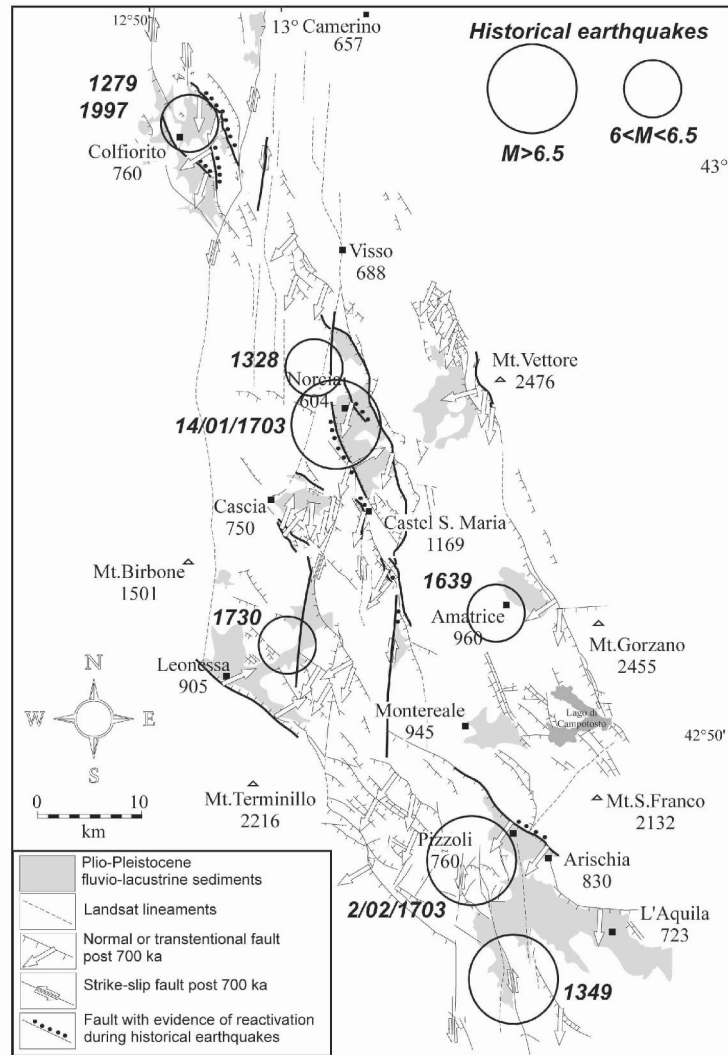 12°50'
13°
Camerino
657
Historical earthquakes
M>6.5
6<M<6.5
1279
1997
Colfiorito
760
43°
Visso
688
1328
Norcia
604
Mt.Vettore
2476
14/01/1703
Cascia
750
Castel S. Maria
1169
Mt.Birbone
1501
1639
Amatrice
960
1730
Mt.Gorzano
2455
Leonessa
905
N
W
E
S
Montereale
945
Lago di
Campotosto
42°50'
0
10
km
Mt.Terminillo
2216
Mt.S.Franco
2132
Pizzoli
760
Arischia
830
2/02/1703
L'Aquila
723
1349
Plio-Pleistocene
fluvio-lacustrine sediments
Landsat lineaments
Normal or transtentional fault
post 700 ka
Strike-slip fault post 700 ka
Fault with evidence of reactivation
during historical earthquakes